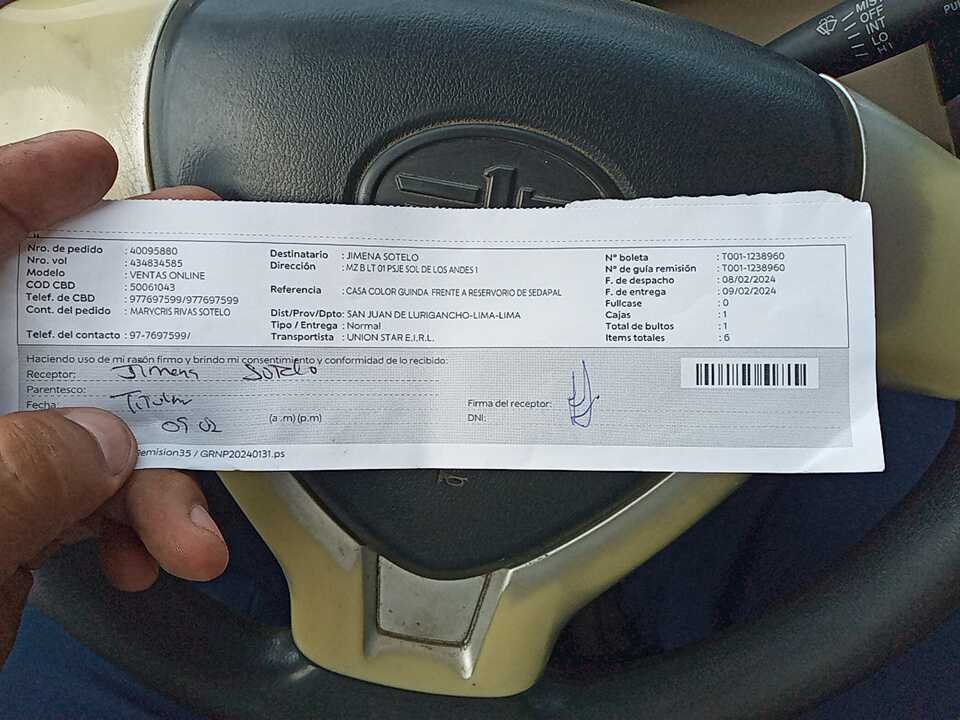 MIST
OFF
INT
LO
HI
PU
Nro. de pedido : 40095880
Nro. vol : 434834585
Modelo : VENTAS ONLINE
COD CBD : 50061043
Telef. de CBD : 977697599/977697599
Cont. del pedido : MARYCRIS RIVAS SOTELO
Telef. del contacto : 97-7697599/
Destinatario : JIMENA SOTELO
Dirección : MZ B LT 01 PSJE SOL DE LOS ANDES 1
Referencia : CASA COLOR GUINDA FRENTE A RESERVORIO DE SEDAPAL
Dist/Prov/Dpto: SAN JUAN DE LURIGANCHO-LIMA-LIMA
Tipo / Entrega : Normal
Transportista : UNION STAR E.I.R.L.
N° boleta : T001-1238960
N° de guía remisión : T001-1238960
F. de despacho : 08/02/2024
F. de entrega : 09/02/2024
Fullcase : 0
Cajas : 1
Total de bultos : 1
Items totales : 6
Haciendo uso de mi rasón firmo y brindo mi consentimiento y conformidad de lo recibido:
Receptor: Jimena Sotelo
Parentesco: Titular
Fecha: 09 02 (a .m) (p.m)
Firma del receptor:
DNI:
emision35 / GRNP20240131.ps